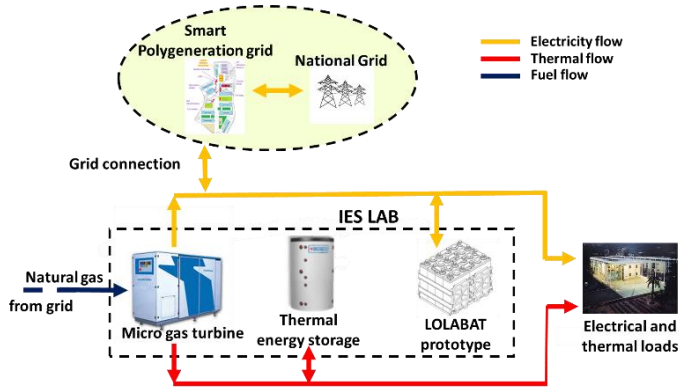 Smart
Polygeneration grid
National Grid
Electricity flow
Thermal flow
Fuel flow
Grid connection
IES LAB
Natural gas
from grid
Micro gas turbine
Thermal
energy storage
LOLABAT
prototype
Electrical and
thermal loads